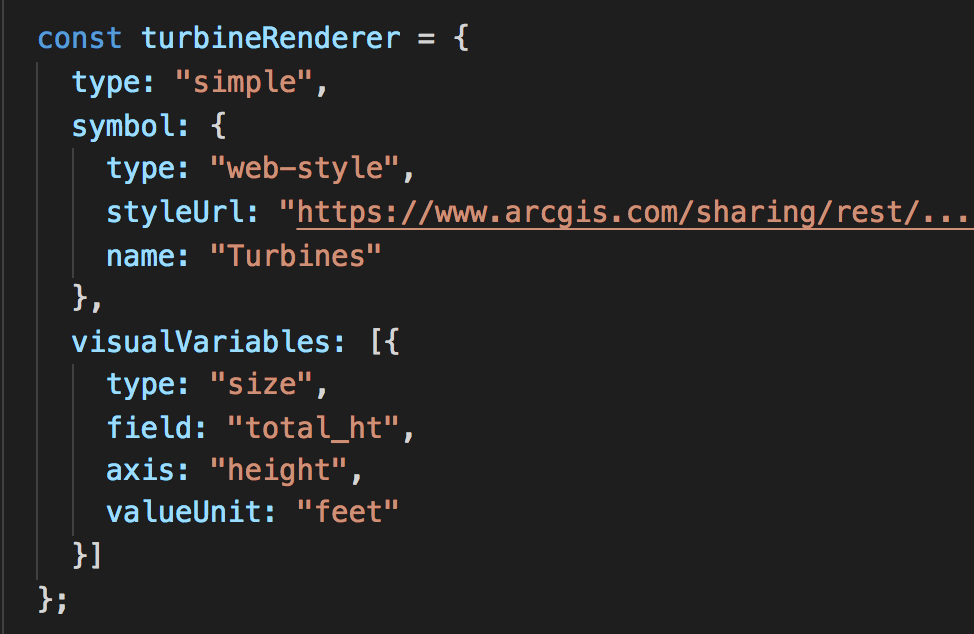 const turbineRenderer = {
  type: "simple",
  symbol: {
    type: "web-style",
    styleUrl: "https://www.arcgis.com/sharing/rest/...
    name: "Turbines"
  },
  visualVariables: [{
    type: "size",
    field: "total_ht",
    axis: "height",
    valueUnit: "feet"
  }]
};